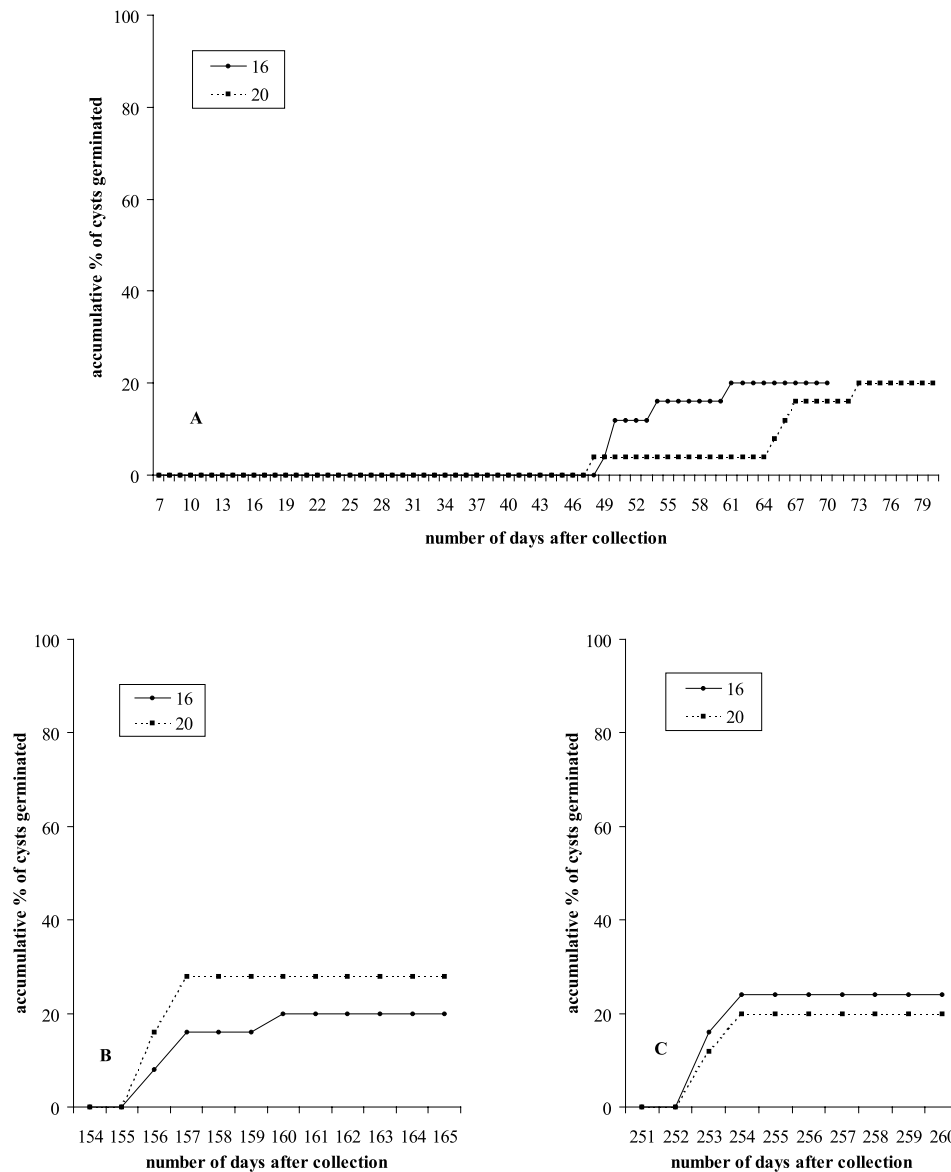 100
80
60
40
20
0
accumulative % of cysts germinated
16
20
A
7 10 13 16 19 22 25 28 31 34 37 40 43 46 49 52 55 58 61 64 67 70 73 76 79
number of days after collection
100
80
60
40
20
0
accumulative % of cysts germinated
16
20
B
154 155 156 157 158 159 160 161 162 163 164 165
number of days after collection
100
80
60
40
20
0
accumulative % of cysts germinated
16
20
C
251 252 253 254 255 256 257 258 259 260
number of days after collection